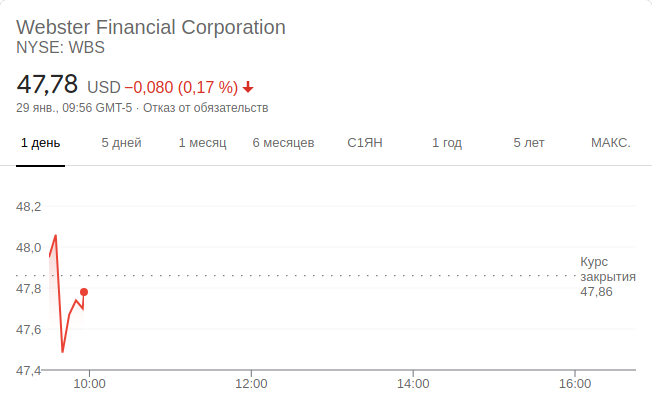 Webster Financial Corporation
NYSE: WBS
47,78 USD −0,080 (0,17 %)
29 янв., 09:56 GMT-5 · Отказ от обязательств
1 день 5 дней 1 месяц 6 месяцев С1ЯН 1 год 5 лет МАКС.
48,2
48,0
Курс
закрытия
47,86
47,8
47,6
47,4
10:00 12:00 14:00 16:00